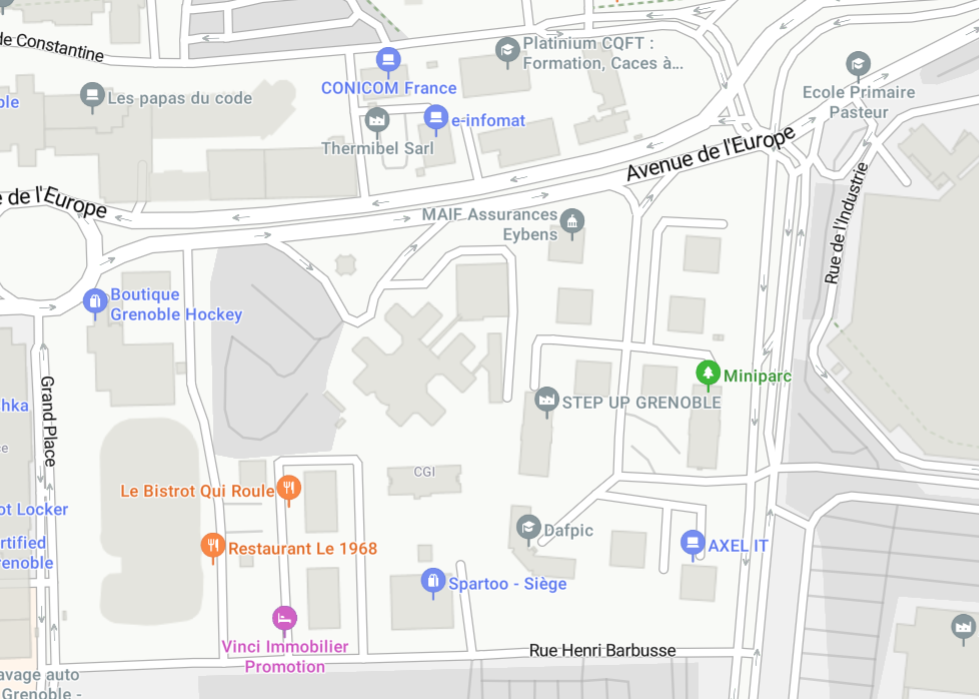 de Constantine
Platinium CQFT :
Formation, Caces à...
CONICOM France
Ecole Primaire
Pasteur
Les papas du code
e-infomat
Thermibel Sarl
Avenue de l'Europe
de l'Europe
MAIF Assurances
Eybens
Rue de l'Industrie
Boutique
Grenoble Hockey
Grand Place
Miniparc
STEP UP GRENOBLE
CGI
Le Bistrot Qui Roule
Dafpic
AXEL IT
Restaurant Le 1968
Spartoo - Siège
Vinci Immobilier
Promotion
Rue Henri Barbusse
Grenoble -